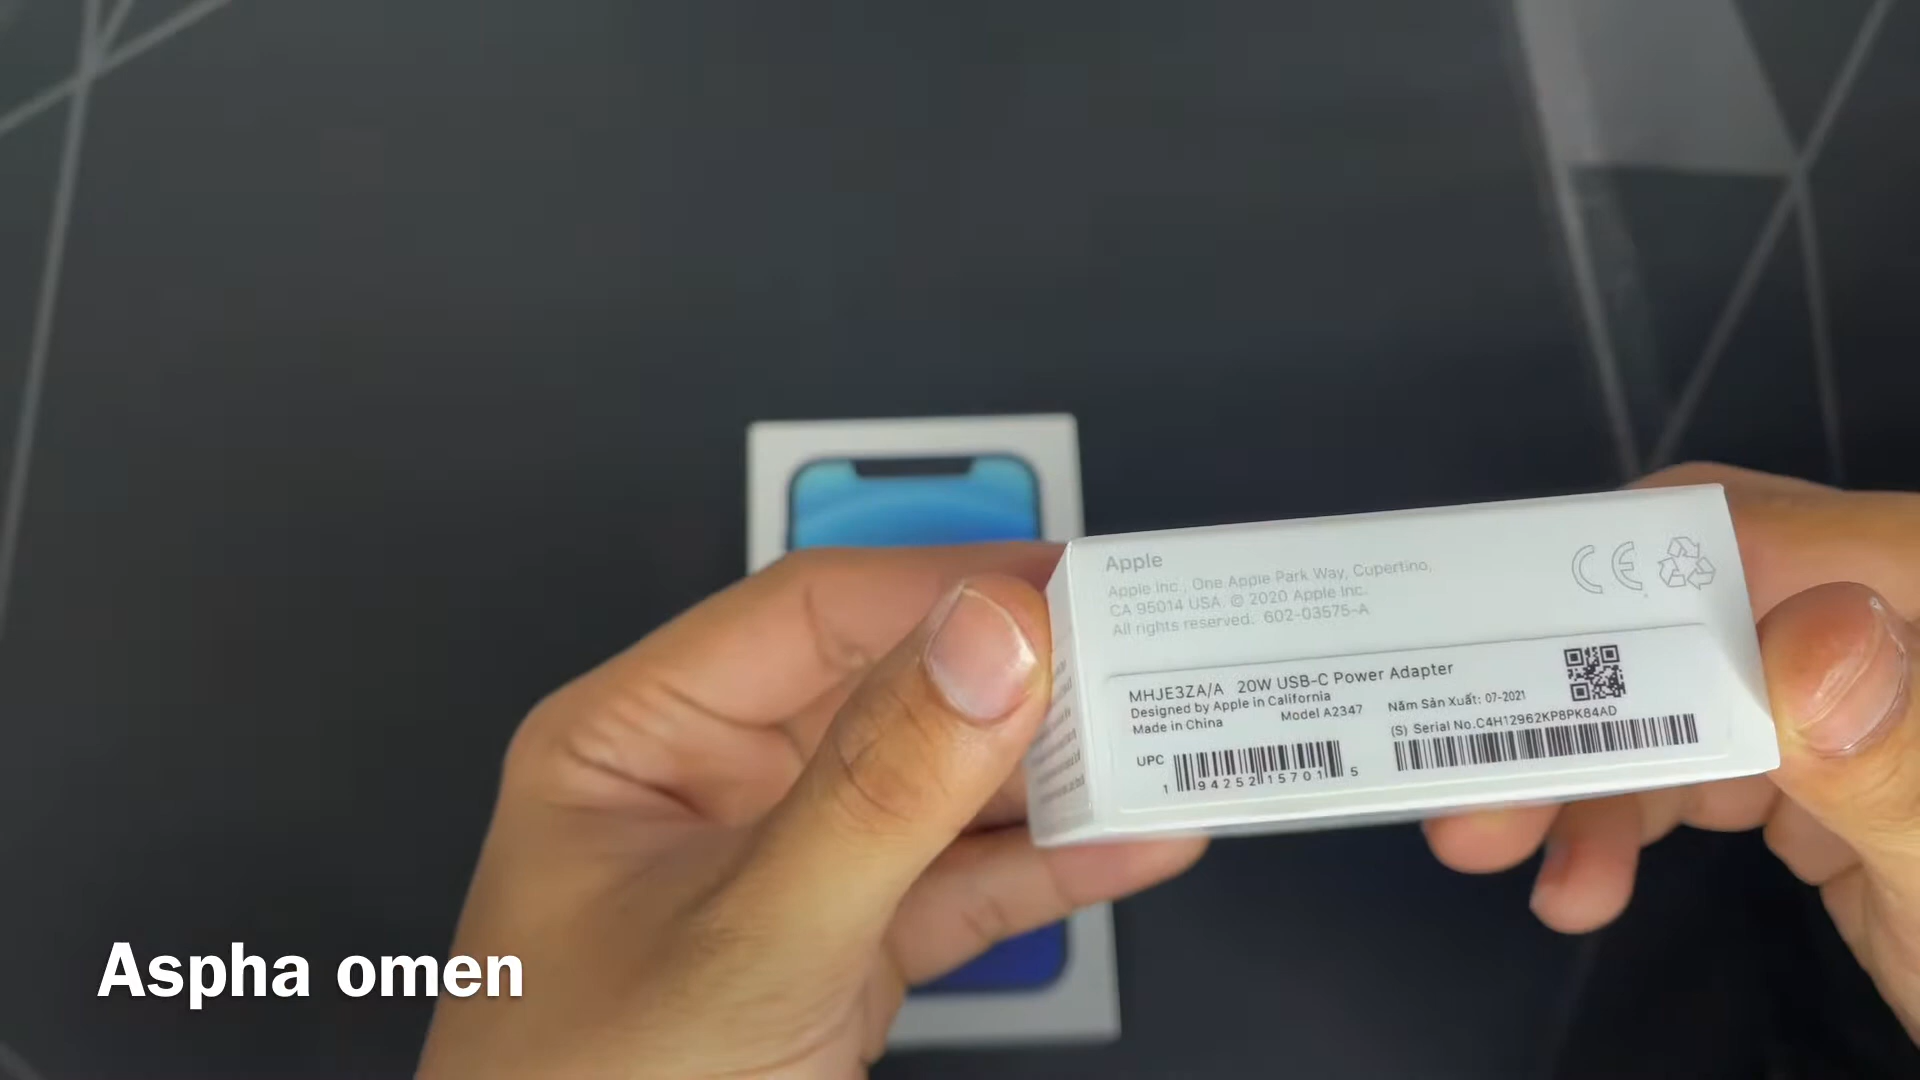 Apple
Apple Inc., One Apple Park Way, Cupertino,
CA 95014 USA. © 2020 Apple Inc.
All rights reserved. 602-03575-A
MHJE3ZA/A 20W USB-C Power Adapter
Designed by Apple in California
Made in China Model A2347
Năm Sản Xuất: 07-2021
(S) Serial No.C4H12962KP8PK84AD
UPC
1 94252 15701 5
Aspha omen